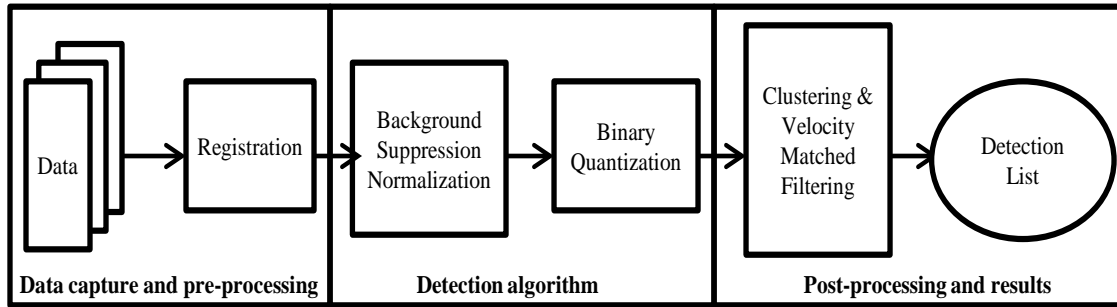 Data
Registration
Background
Suppression
Normalization
Binary
Quantization
Clustering &
Velocity
Matched
Filtering
Detection
List
Data capture and pre-processing
Detection algorithm
Post-processing and results